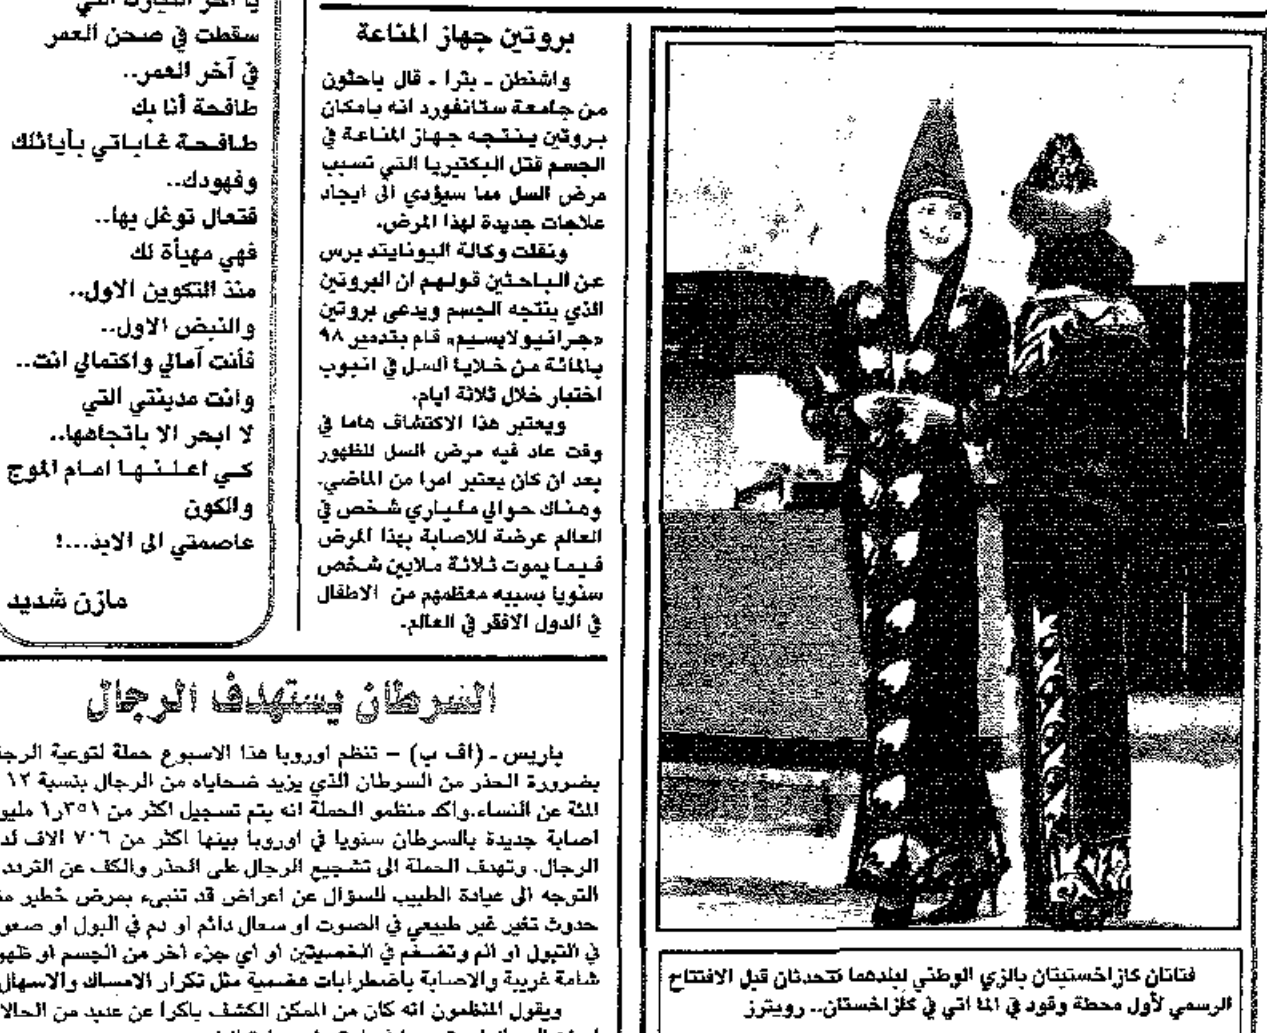 بروتين جهاز المناعة
واشنطن ـ بترا ـ قال باحثون
من جامعة ستانفورد انه بامكان
بروتين ينتجه جهاز المناعة في
الجسم قتل البكتيريا التي تسبب
مرض السل مما سيؤدي الى ايجاد
علاجات جديدة لهذا المرض.
ونقلت وكالة اليونايتد برس
عن الباحثين قولهم ان البروتين
الذي ينتجه الجسم ويدعى بروتين
«جرانيولايسيم» قام بتدمير ٩٨
بالمائة من خلايا السل في انبوب
اختبار خلال ثلاثة ايام.
ويعتبر هذا الاكتشاف هاما في
وقت عاد فيه مرض السل للظهور
بعد ان كان يعتبر امرا من الماضي.
وهناك حوالي ملياري شخص في
العالم عرضة للاصابة بهذا المرض
فيما يموت ثلاثة ملايين شخص
سنويا بسببه معظمهم من الاطفال
في الدول الافقر في العالم.
سقطت في صحن العمر
في آخر العمر..
طافحة أنا بك
طافحة غاباتي بأيائلك
وفهودك..
فتعال توغل بها..
فهي مهيأة لك
منذ التكوين الاول..
والنبض الاول..
فأنت آمالي واكتمالي انت..
وانت مدينتي التي
لا ابحر الا باتجاهها..
كي اعلنها امام الموج
والكون
عاصمتي الى الابد...!
مازن شديد
السرطان يستهدف الرجال
باريس ـ (اف ب) – تنظم اوروبا هذا الاسبوع حملة لتوعية
بضرورة الحذر من السرطان الذي يزيد ضحاياه من الرجال بنسبة ١٢
المئة عن النساء.واكد منظمو الحملة انه يتم تسجيل اكثر من ١٫٣٥١
اصابة جديدة بالسرطان سنويا في اوروبا بينها اكثر من ٧٠٦ الاف
الرجال. وتهدف الحملة الى تشجيع الرجال على الحذر والكف عن التردد
التوجه الى عيادة الطبيب للسؤال عن اعراض قد تنبيء بمرض خطير
حدوث تغير غير طبيعي في الصوت او سعال دائم او دم في البول او
في التبول او الم وتضخم في الخصيتين او اي جزء آخر من الجسم او
شامة غريبة والاصابة باضطرابات هضمية مثل تكرار الامساك والاسهال
ويقول المنظمون انه كان من الممكن الكشف باكرا عن عديد من
فتاتان كازاخستيتان بالزي الوطني لبلدهما تتحدثان قبل الافتتاح
الرسمي لأول محطة وقود في الما اتي في كازاخستان.. رويترز